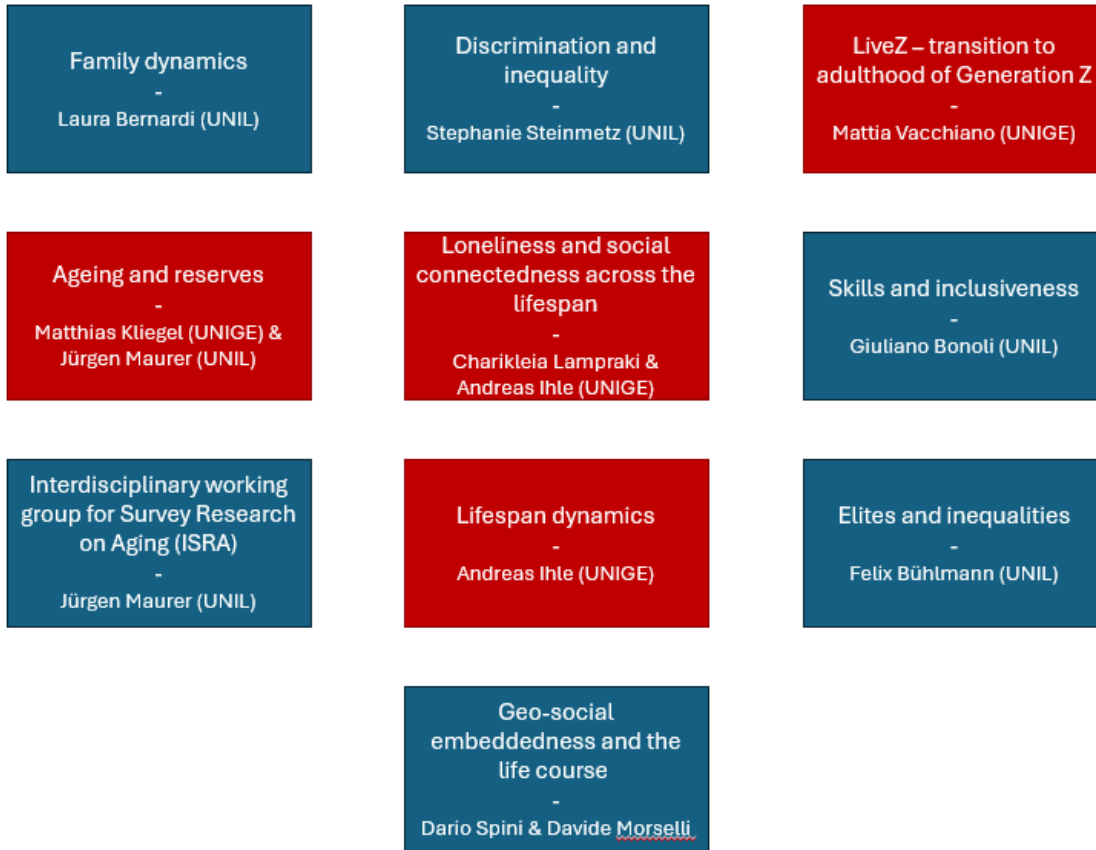 Family dynamics
-
Laura Bernardi (UNIL)
Discrimination and
inequality
-
Stephanie Steinmetz (UNIL)
LiveZ – transition to
adulthood of Generation Z
-
Mattia Vacchiano (UNIGE)
Ageing and reserves
-
Matthias Kliegel (UNIGE) &
Jürgen Maurer (UNIL)
Loneliness and social
connectedness across the
lifespan
-
Charikleia Lampraki &
Andreas Ihle (UNIGE)
Skills and inclusiveness
-
Giuliano Bonoli (UNIL)
Interdisciplinary working
group for Survey Research
on Aging (ISRA)
-
Jürgen Maurer (UNIL)
Lifespan dynamics
-
Andreas Ihle (UNIGE)
Elites and inequalities
-
Felix Bühlmann (UNIL)
Geo-social
embeddedness and the
life course
-
Dario Spini & Davide Morselli